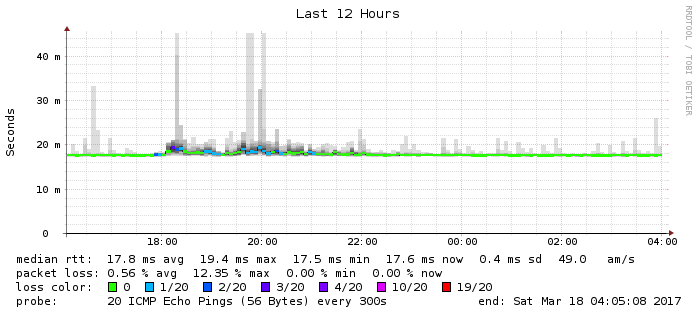 Last 12 Hours
RRDTOOL / TOBI OETIKER
Seconds
40 m
30 m
20 m
10 m
0
18:00 20:00 22:00 00:00 02:00 04:00
median rtt: 17.8 ms avg 19.4 ms max 17.5 ms min 17.6 ms now 0.4 ms sd 49.0 am/s
packet loss: 0.56 % avg 12.35 % max 0.00 % min 0.00 % now
loss color: 0 1/20 2/20 3/20 4/20 10/20 19/20
probe: 20 ICMP Echo Pings (56 Bytes) every 300s end: Sat Mar 18 04:05:08 2017